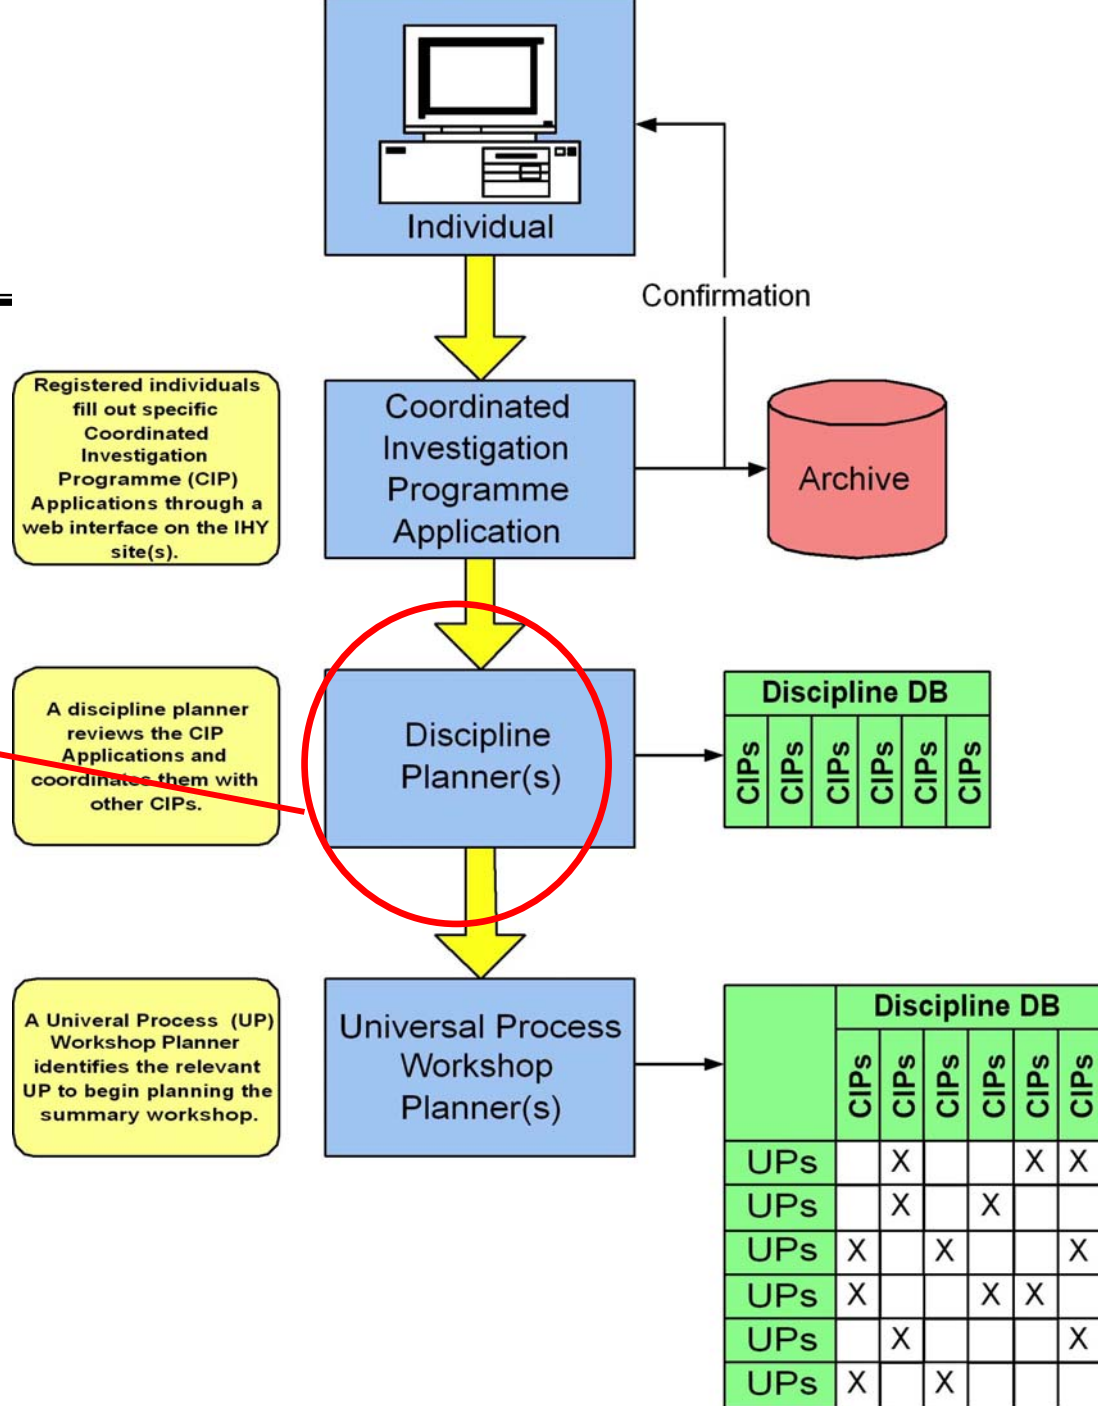 Individual
Confirmation
Registered individuals
fill out specific
Coordinated
Investigation
Programme (CIP)
Applications through a
web interface on the IHY
site(s).
Coordinated
Investigation
Programme
Application
Archive
A discipline planner
reviews the CIP
Applications and
coordinates them with
other CIPs.
Discipline
Planner(s)
Discipline DB
CIPs CIPs CIPs CIPs CIPs CIPs
A Univeral Process (UP)
Workshop Planner
identifies the relevant
UP to begin planning the
summary workshop.
Universal Process
Workshop
Planner(s)
Discipline DB
CIPs CIPs CIPs CIPs CIPs CIPs
UPs X X X
UPs X X
UPs X X X
UPs X X X
UPs X X
UPs X X